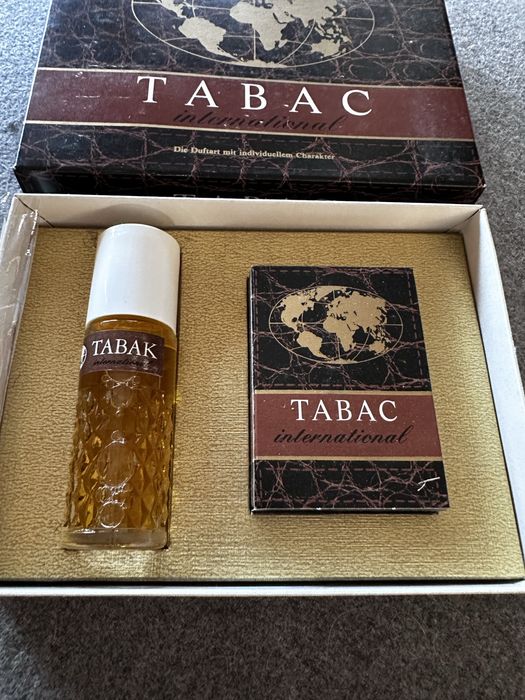 TABAC
international
Die Duftart mit individuellem Charakter
TABAK
international
TABAC
international